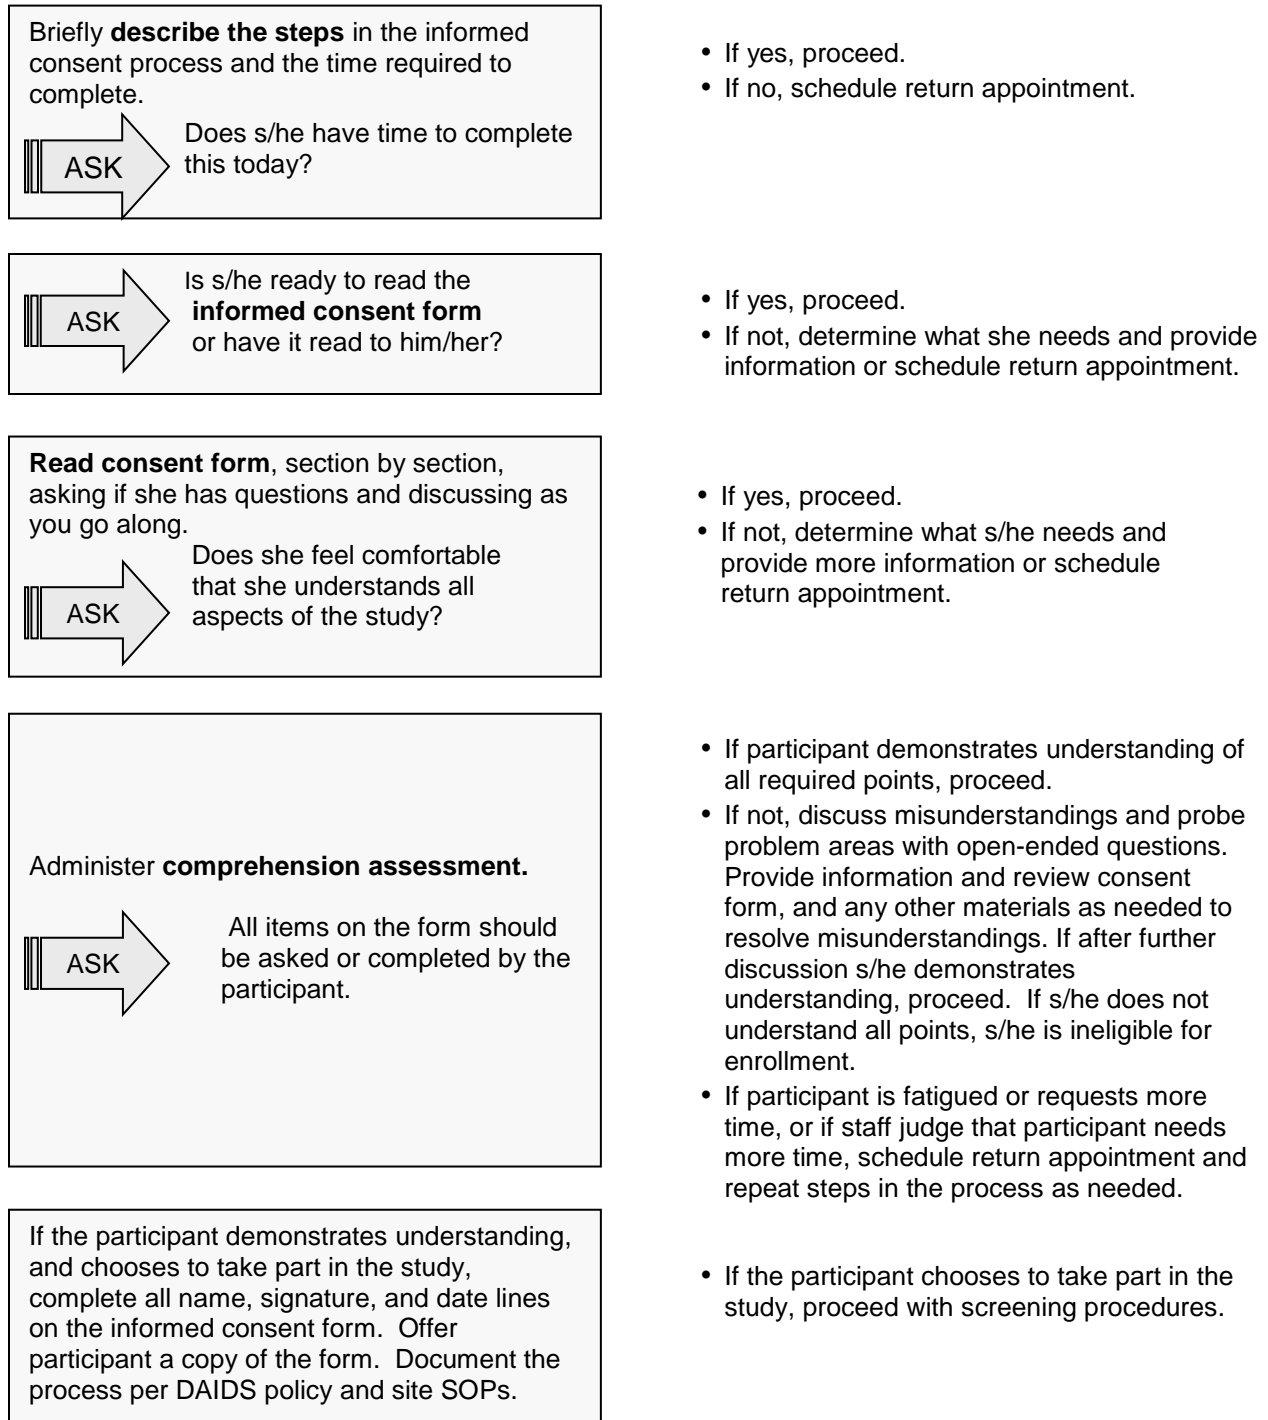 Briefly describe the steps in the informed
consent process and the time required to
complete.
ASK
Does s/he have time to complete
this today?
• If yes, proceed.
• If no, schedule return appointment.
ASK
Is s/he ready to read the
informed consent form
or have it read to him/her?
• If yes, proceed.
• If not, determine what she needs and provide
information or schedule return appointment.
Read consent form, section by section,
asking if she has questions and discussing as
you go along.
ASK
Does she feel comfortable
that she understands all
aspects of the study?
• If yes, proceed.
• If not, determine what s/he needs and
provide more information or schedule
return appointment.
Administer comprehension assessment.
ASK
All items on the form should
be asked or completed by the
participant.
• If participant demonstrates understanding of
all required points, proceed.
• If not, discuss misunderstandings and probe
problem areas with open-ended questions.
Provide information and review consent
form, and any other materials as needed to
resolve misunderstandings. If after further
discussion s/he demonstrates
understanding, proceed.  If s/he does not
understand all points, s/he is ineligible for
enrollment.
• If participant is fatigued or requests more
time, or if staff judge that participant needs
more time, schedule return appointment and
repeat steps in the process as needed.
If the participant demonstrates understanding,
and chooses to take part in the study,
complete all name, signature, and date lines
on the informed consent form.  Offer
participant a copy of the form.  Document the
process per DAIDS policy and site SOPs.
• If the participant chooses to take part in the
study, proceed with screening procedures.